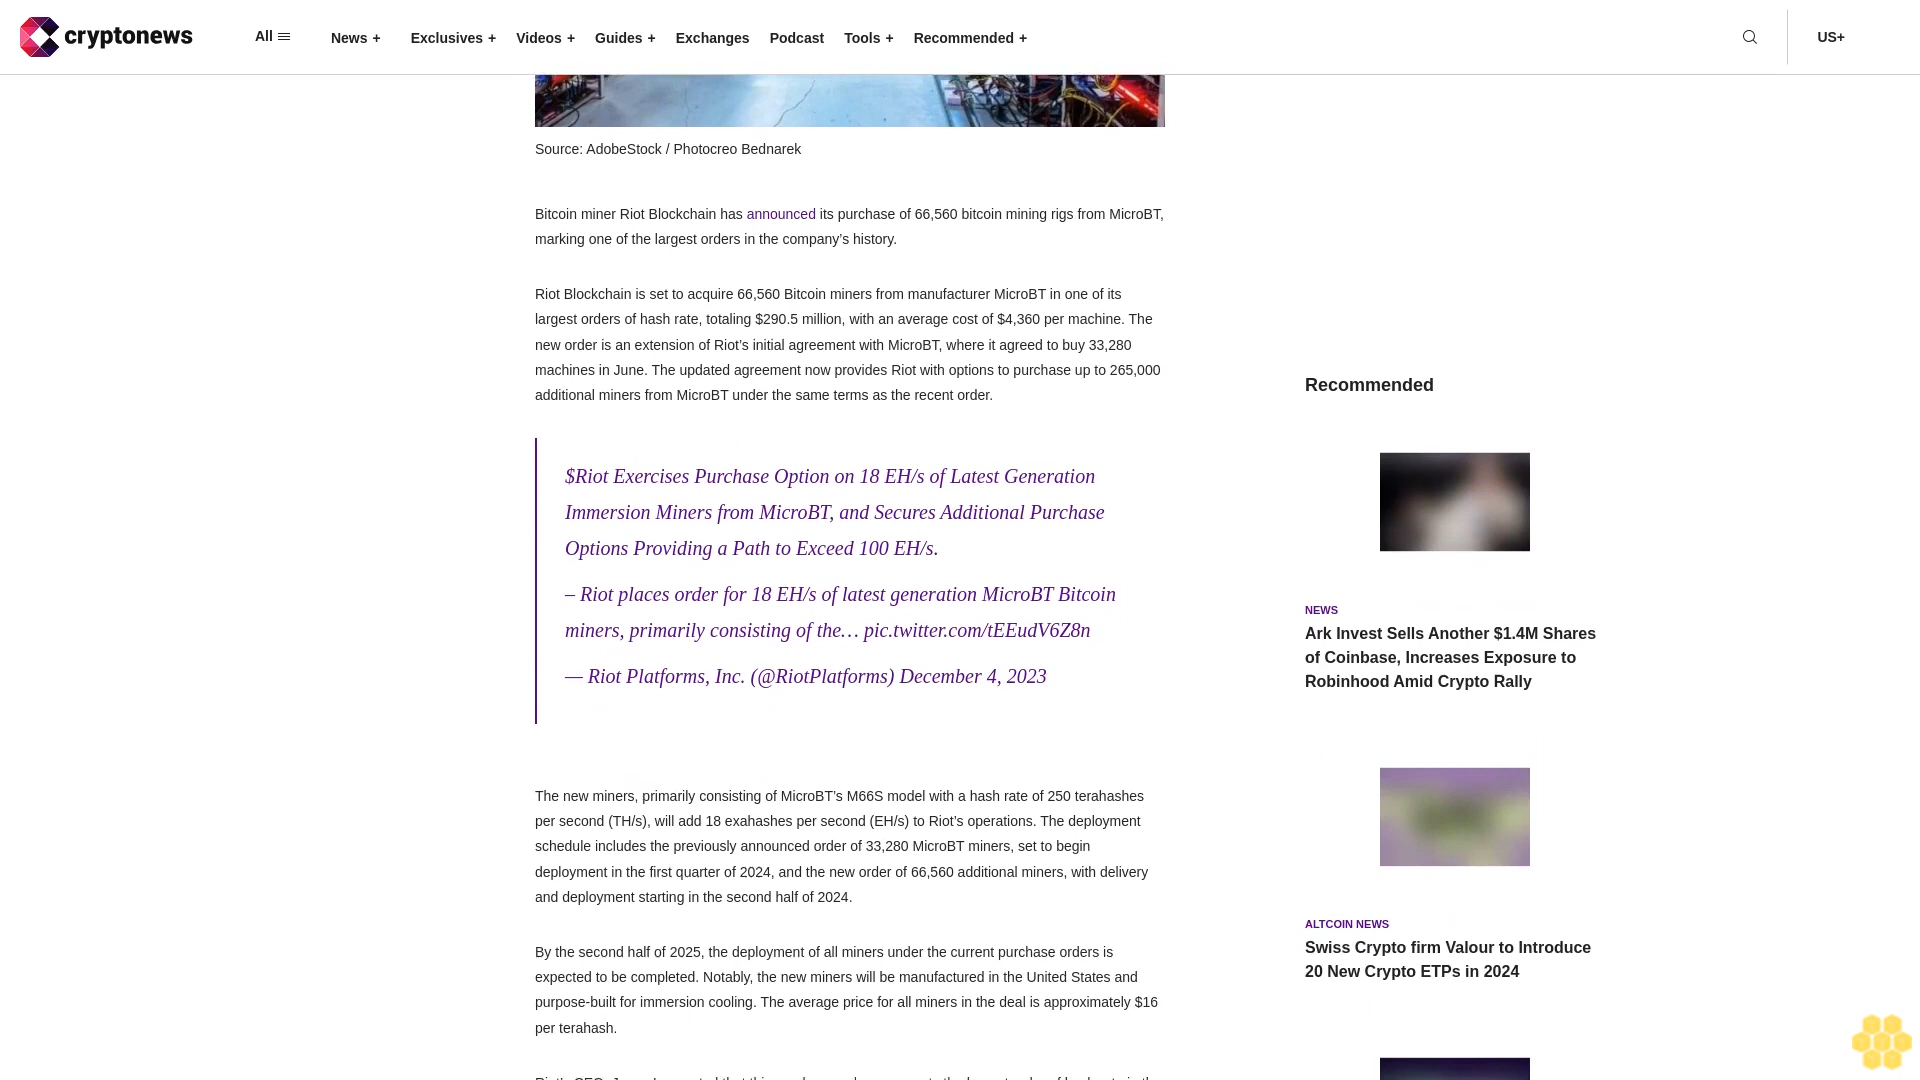 cryptonews
All
News +
Exclusives +
Videos +
Guides +
Exchanges
Podcast
Tools +
Recommended +
US+
Source: AdobeStock / Photocreo Bednarek
Bitcoin miner Riot Blockchain has announced its purchase of 66,560 bitcoin mining rigs from MicroBT,
marking one of the largest orders in the company’s history.
Riot Blockchain is set to acquire 66,560 Bitcoin miners from manufacturer MicroBT in one of its
largest orders of hash rate, totaling $290.5 million, with an average cost of $4,360 per machine. The
new order is an extension of Riot’s initial agreement with MicroBT, where it agreed to buy 33,280
machines in June. The updated agreement now provides Riot with options to purchase up to 265,000
additional miners from MicroBT under the same terms as the recent order.
$Riot Exercises Purchase Option on 18 EH/s of Latest Generation
Immersion Miners from MicroBT, and Secures Additional Purchase
Options Providing a Path to Exceed 100 EH/s.
– Riot places order for 18 EH/s of latest generation MicroBT Bitcoin
miners, primarily consisting of the… pic.twitter.com/tEEudV6Z8n
— Riot Platforms, Inc. (@RiotPlatforms) December 4, 2023
The new miners, primarily consisting of MicroBT’s M66S model with a hash rate of 250 terahashes
per second (TH/s), will add 18 exahashes per second (EH/s) to Riot’s operations. The deployment
schedule includes the previously announced order of 33,280 MicroBT miners, set to begin
deployment in the first quarter of 2024, and the new order of 66,560 additional miners, with delivery
and deployment starting in the second half of 2024.
By the second half of 2025, the deployment of all miners under the current purchase orders is
expected to be completed. Notably, the new miners will be manufactured in the United States and
purpose-built for immersion cooling. The average price for all miners in the deal is approximately $16
per terahash.
Recommended
NEWS
Ark Invest Sells Another $1.4M Shares
of Coinbase, Increases Exposure to
Robinhood Amid Crypto Rally
ALTCOIN NEWS
Swiss Crypto firm Valour to Introduce
20 New Crypto ETPs in 2024